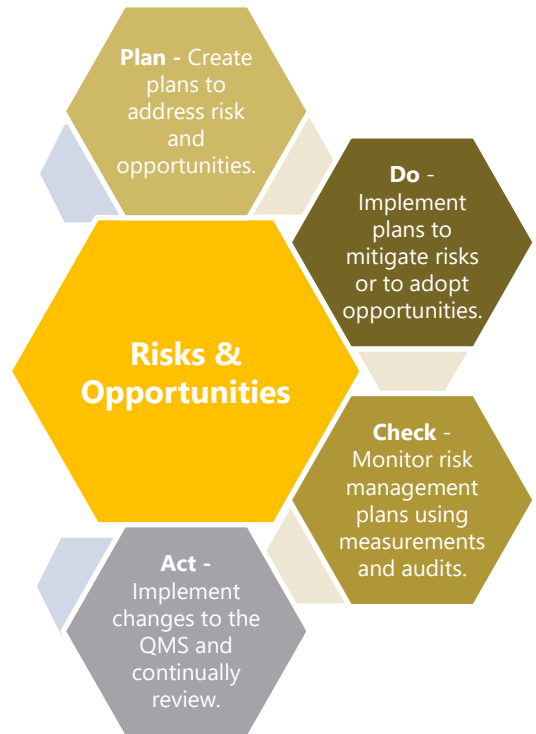 Plan - Create
plans to
address risk
and
opportunities.
Do -
Implement
plans to
mitigate risks
or to adopt
opportunities.
Risks &
Opportunities
Check -
Monitor risk
management
plans using
measurements
and audits.
Act -
Implement
changes to the
QMS and
continually
review.